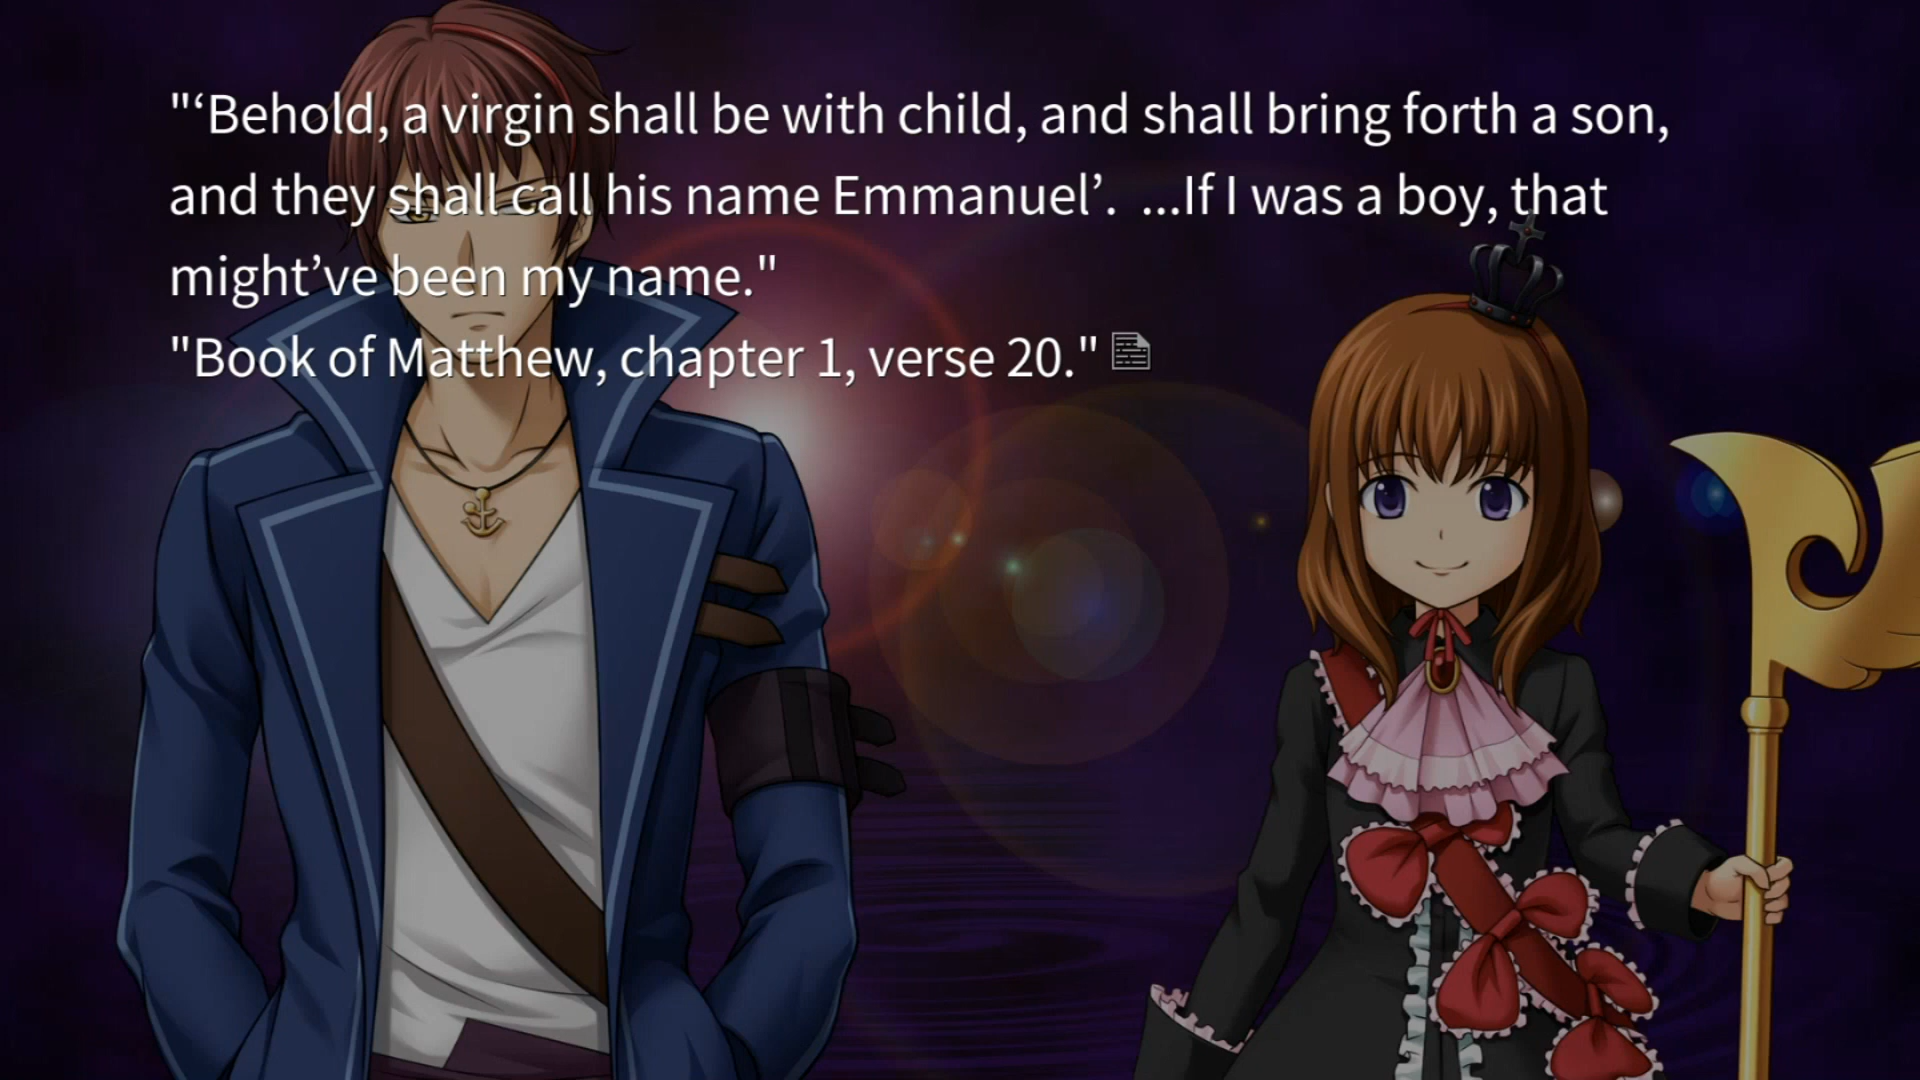 "‘Behold, a virgin shall be with child, and shall bring forth a son,
and they shall call his name Emmanuel’.  ...If I was a boy, that
might’ve been my name."
"Book of Matthew, chapter 1, verse 20."